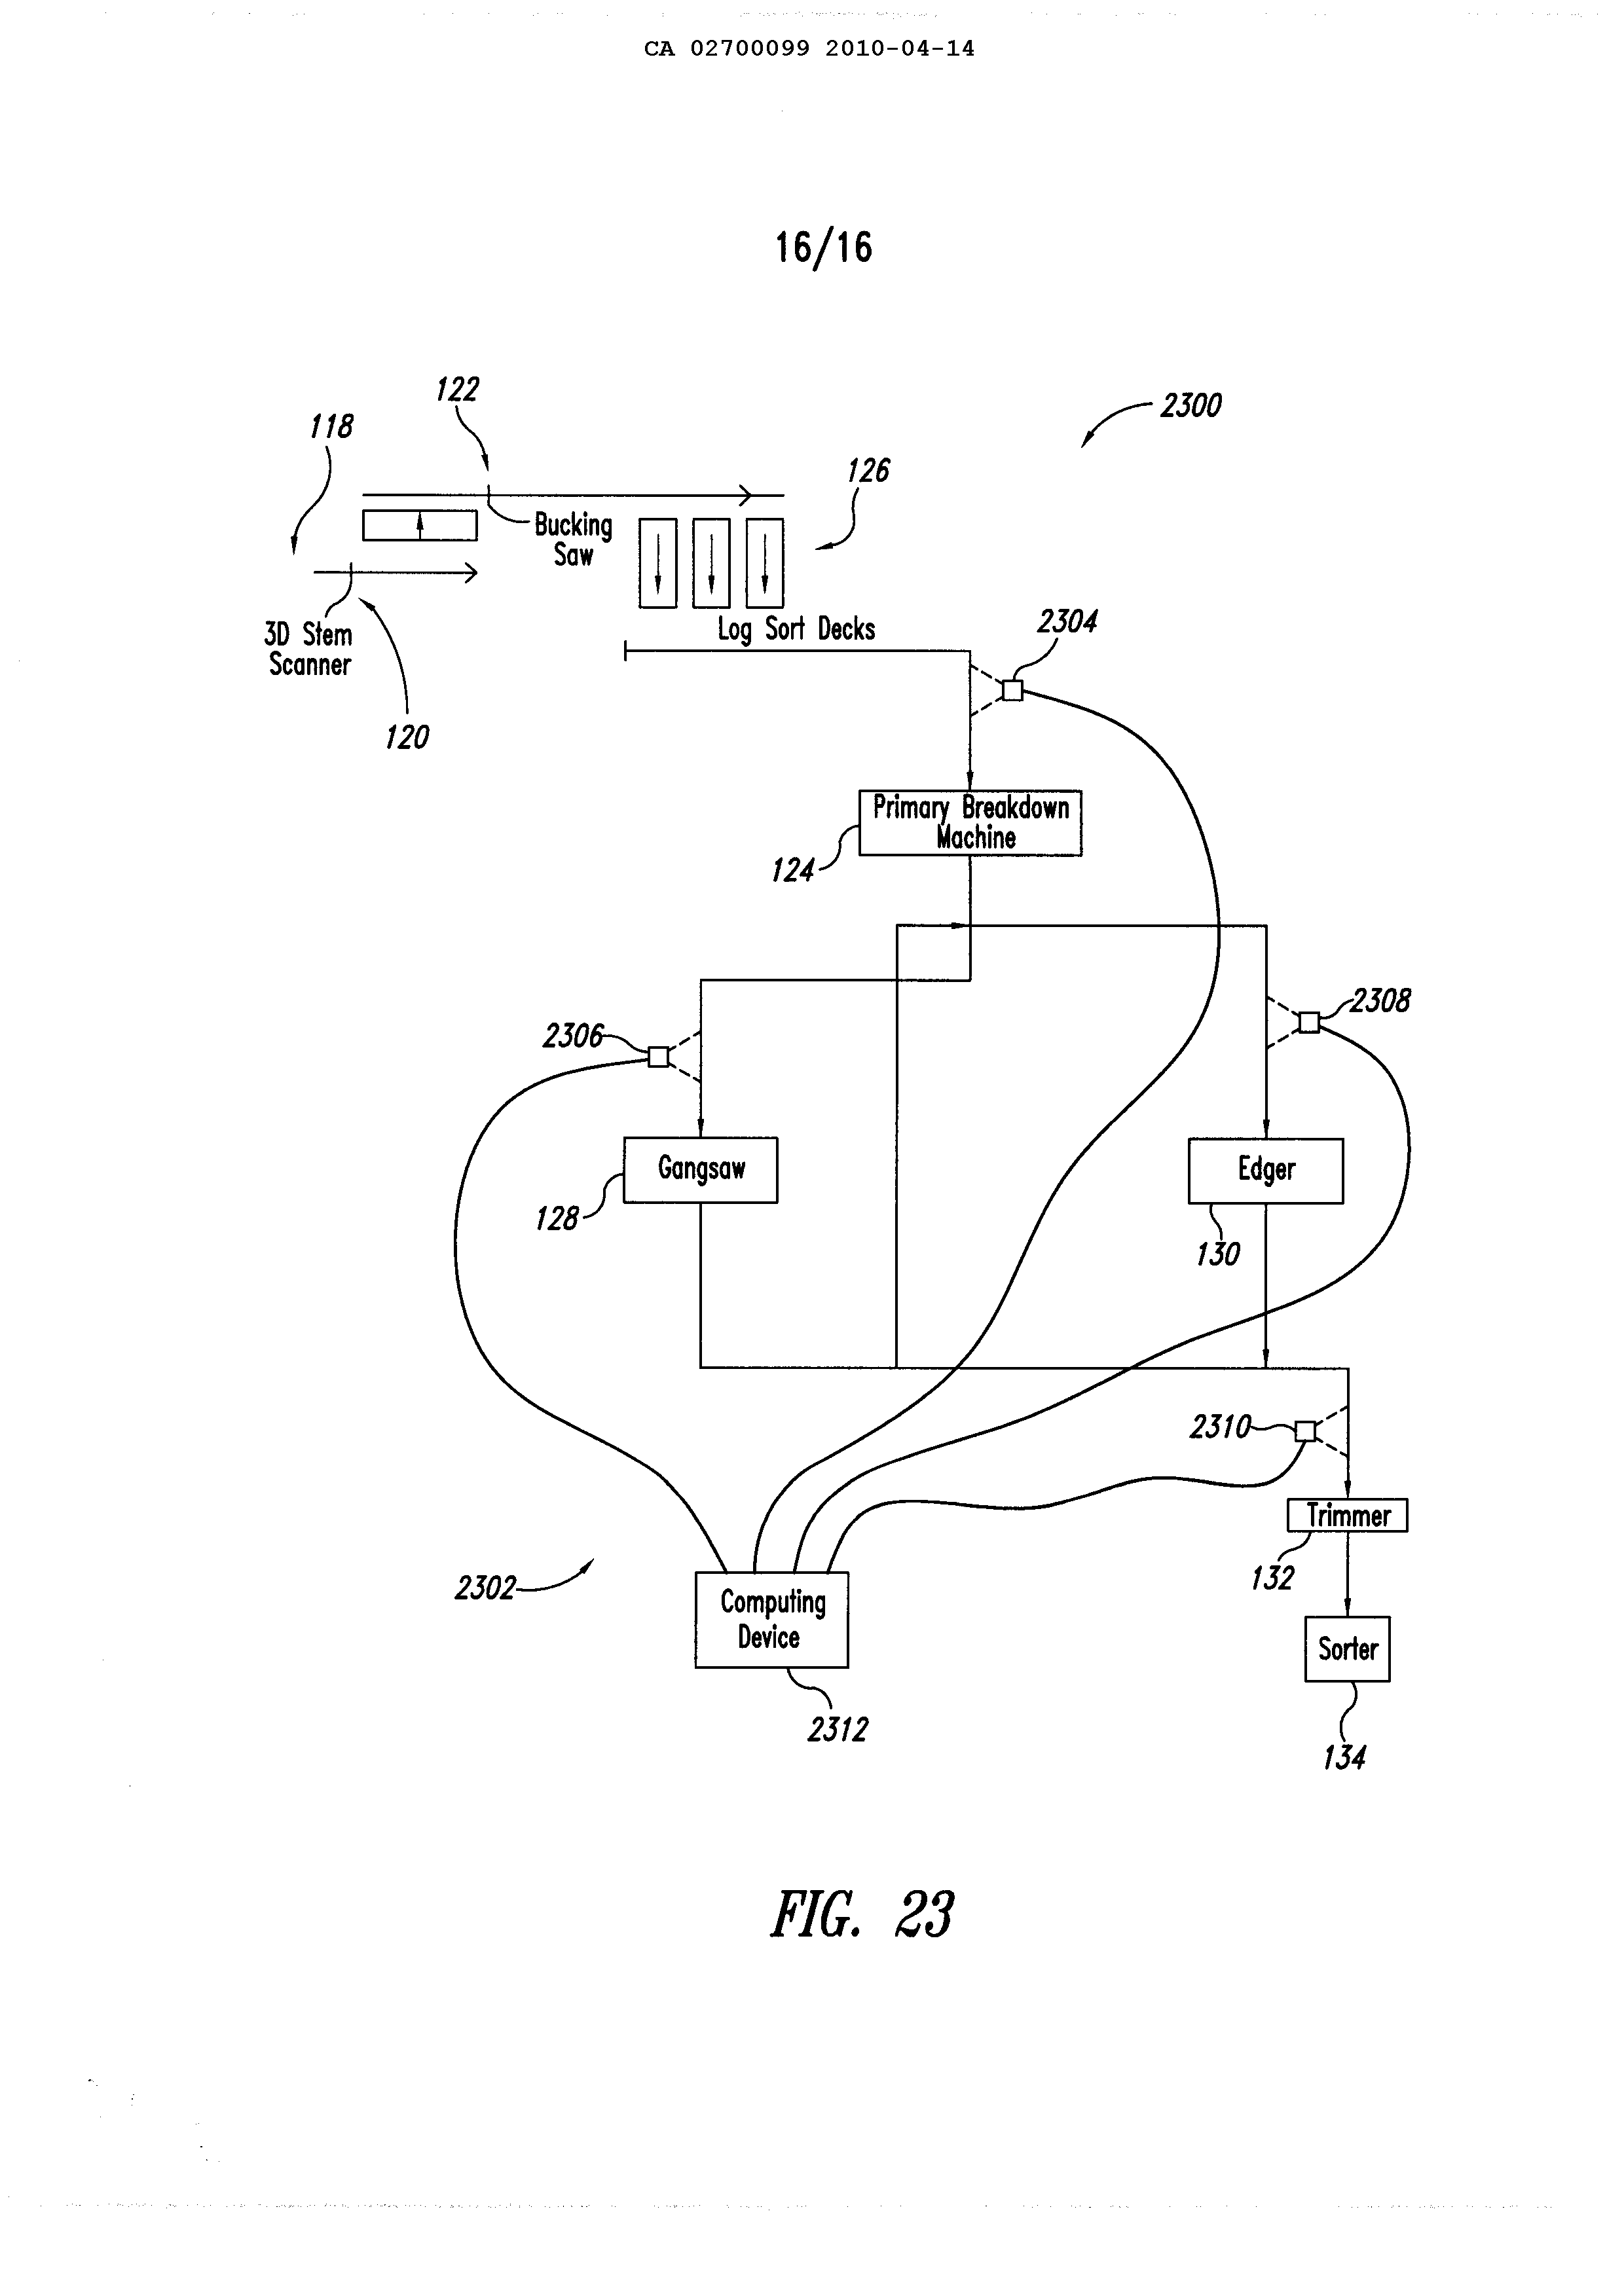 CA 02700099 2010-04-14
16/16
122
118
2300
126
Bucking
Saw
3D Stem
Scanner
Log Sort Decks
2304
120
Primary Breakdown
Machine
124
2306
2308
Gangsaw
Edger
128
130
2310
Trimmer
132
2302
Computing
Device
Sorter
2312
134
FIG. 23